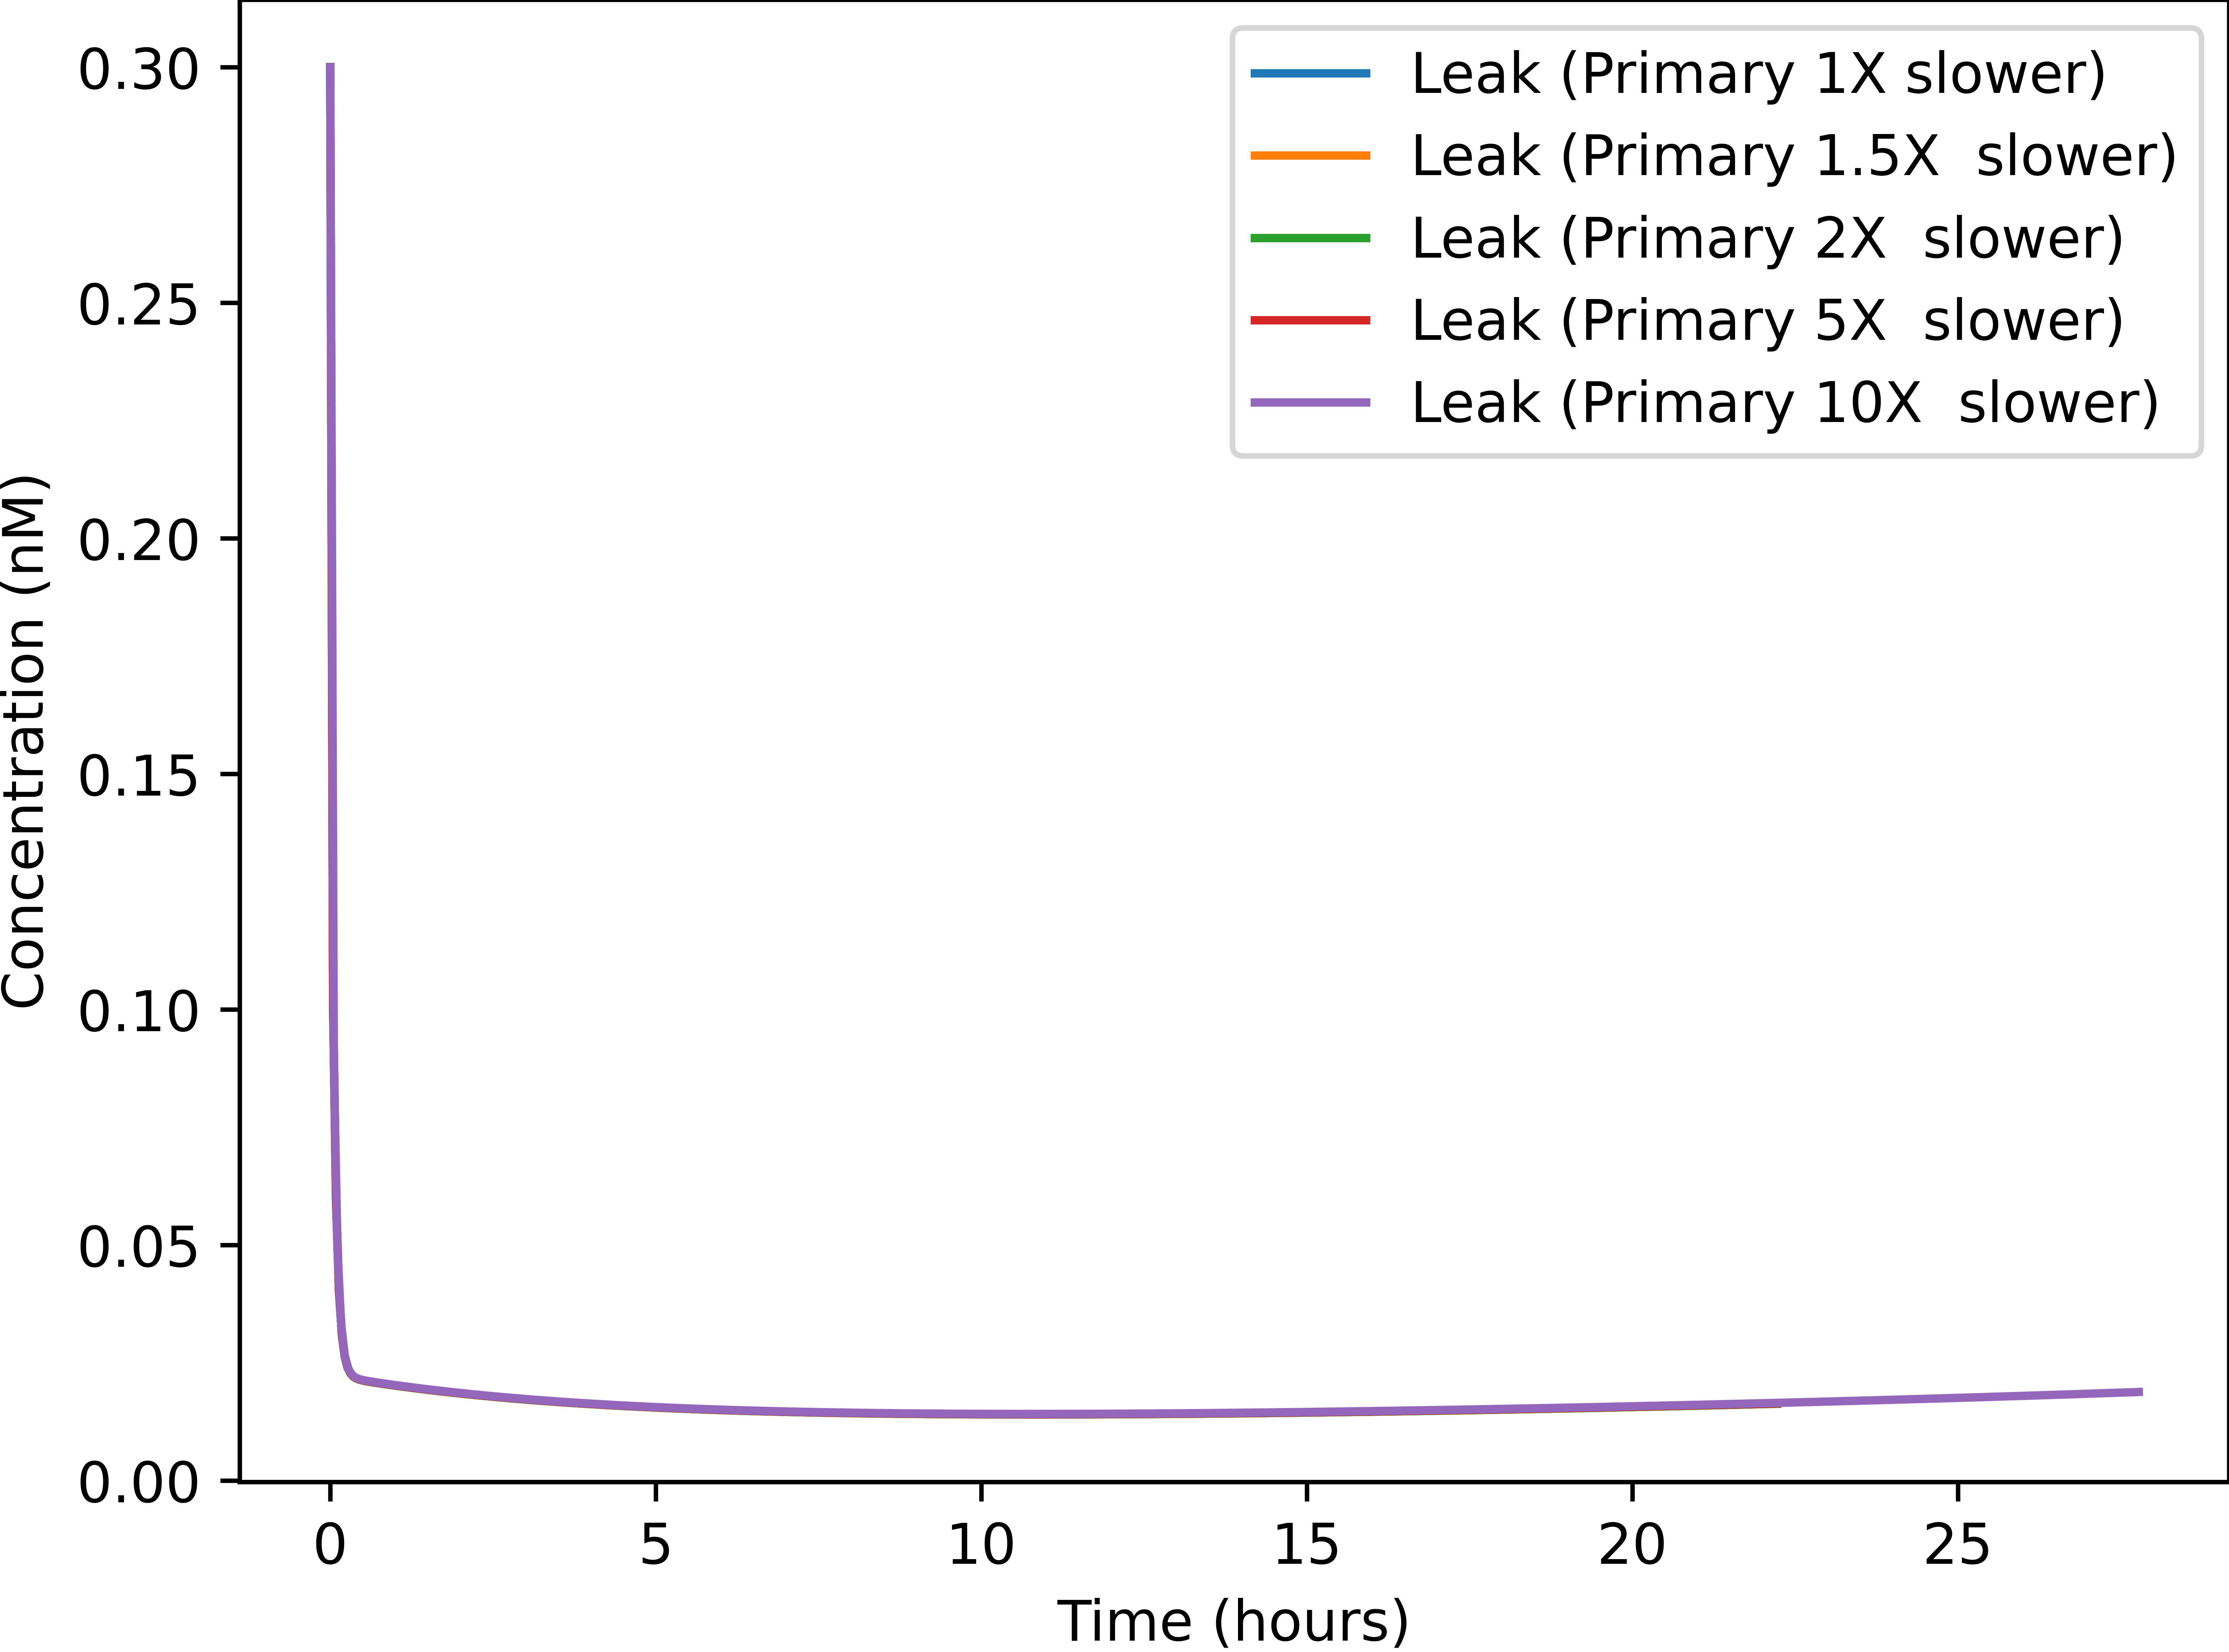 Leak (Primary 1X slower)
Leak (Primary 1.5X  slower)
Leak (Primary 2X  slower)
Leak (Primary 5X  slower)
Leak (Primary 10X  slower)
Concentration (nM)
0.30
0.25
0.20
0.15
0.10
0.05
0.00
0 5 10 15 20 25
Time (hours)